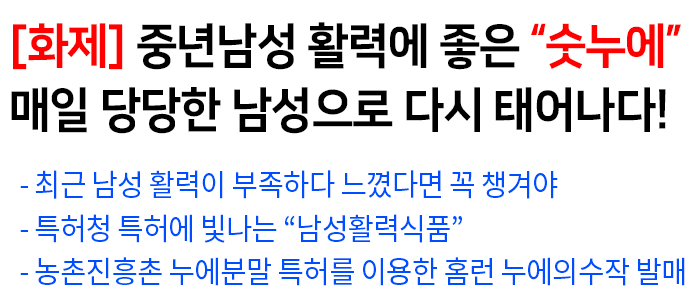 [화제] 중년남성 활력에 좋은 “숫누에”
매일 당당한 남성으로 다시 태어나다!
- 최근 남성 활력이 부족하다 느꼈다면 꼭 챙겨야
- 특허청 특허에 빛나는 “남성활력식품”
- 농촌진흥촌 누에분말 특허를 이용한 홈런 누에의수작 발매